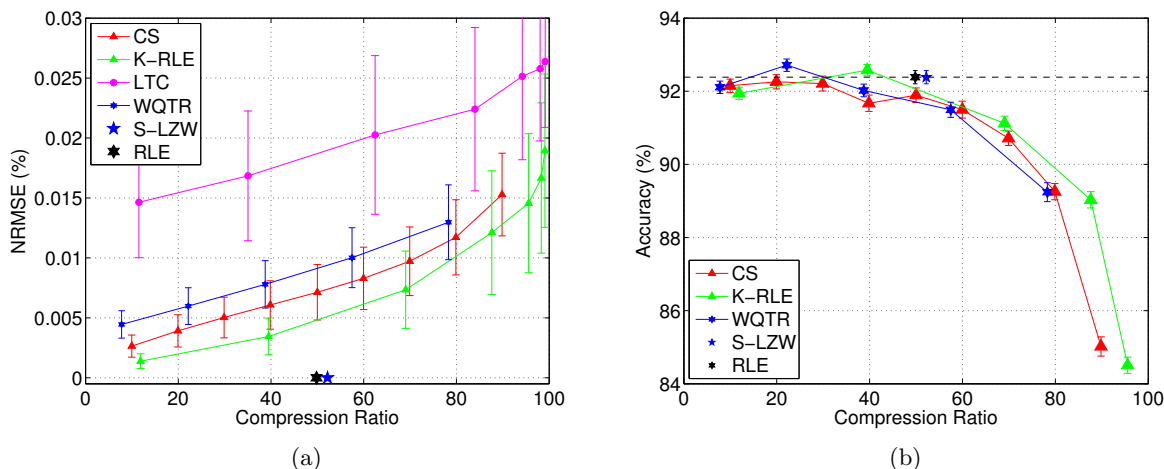 0.03
0.025
0.02
0.015
0.01
0.005
0
NRMSE (%)
CS
K-RLE
LTC
WQTR
S-LZW
RLE
0 20 40 60 80 100
Compression Ratio
(a)
94
92
90
88
86
84
Accuracy (%)
CS
K-RLE
WQTR
S-LZW
RLE
0 20 40 60 80 100
Compression Ratio
(b)